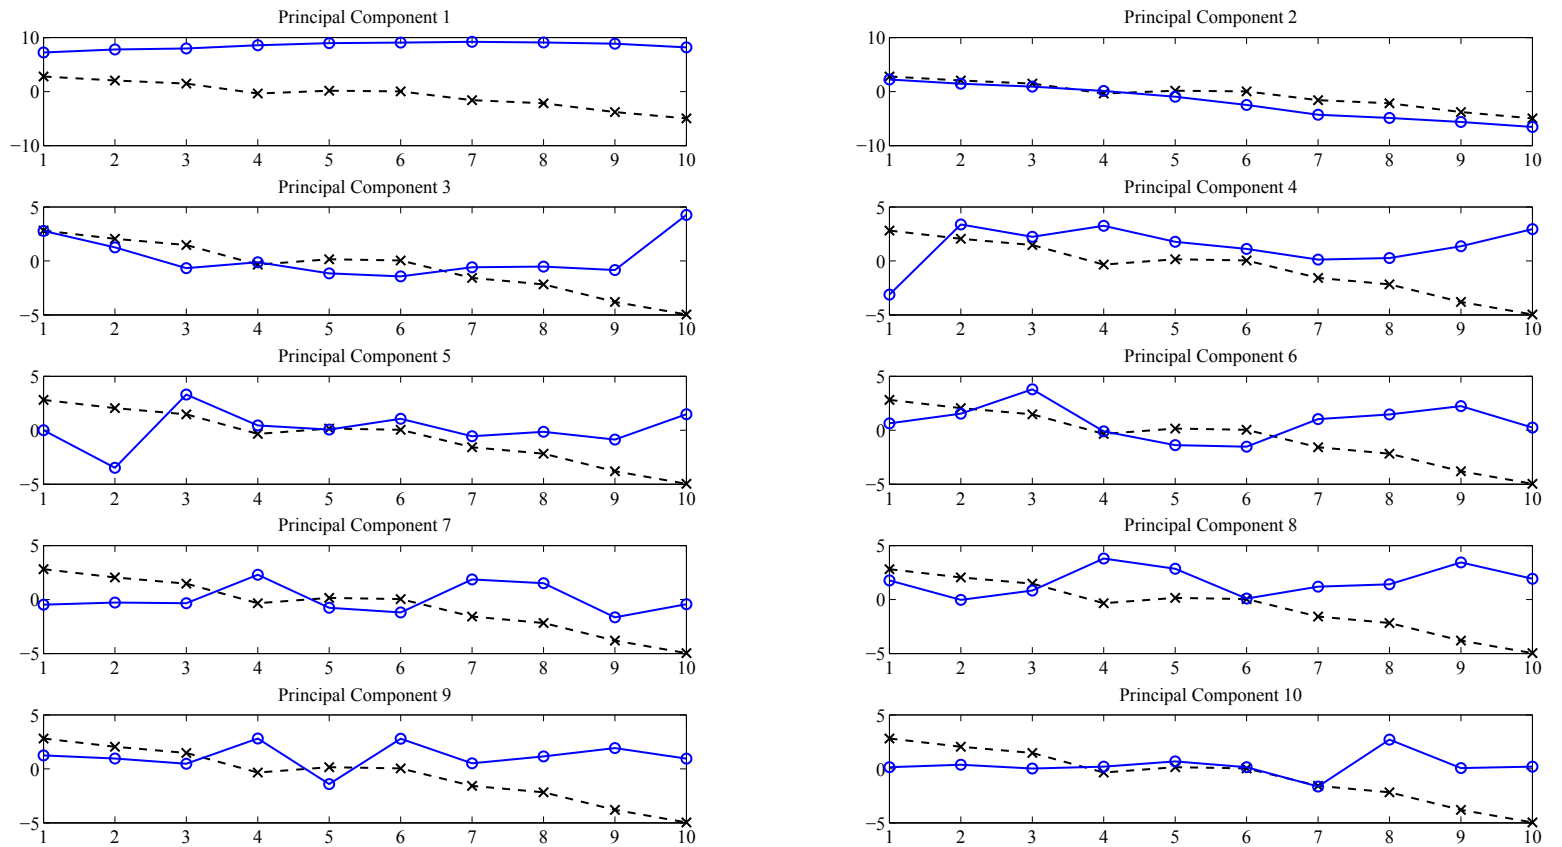 Principal Component 1
10
0
−10
1 2 3 4 5 6 7 8 9 10
Principal Component 2
10
0
−10
1 2 3 4 5 6 7 8 9 10
Principal Component 3
5
0
−5
1 2 3 4 5 6 7 8 9 10
Principal Component 4
5
0
−5
1 2 3 4 5 6 7 8 9 10
Principal Component 5
5
0
−5
1 2 3 4 5 6 7 8 9 10
Principal Component 6
5
0
−5
1 2 3 4 5 6 7 8 9 10
Principal Component 7
5
0
−5
1 2 3 4 5 6 7 8 9 10
Principal Component 8
5
0
−5
1 2 3 4 5 6 7 8 9 10
Principal Component 9
5
0
−5
1 2 3 4 5 6 7 8 9 10
Principal Component 10
5
0
−5
1 2 3 4 5 6 7 8 9 10